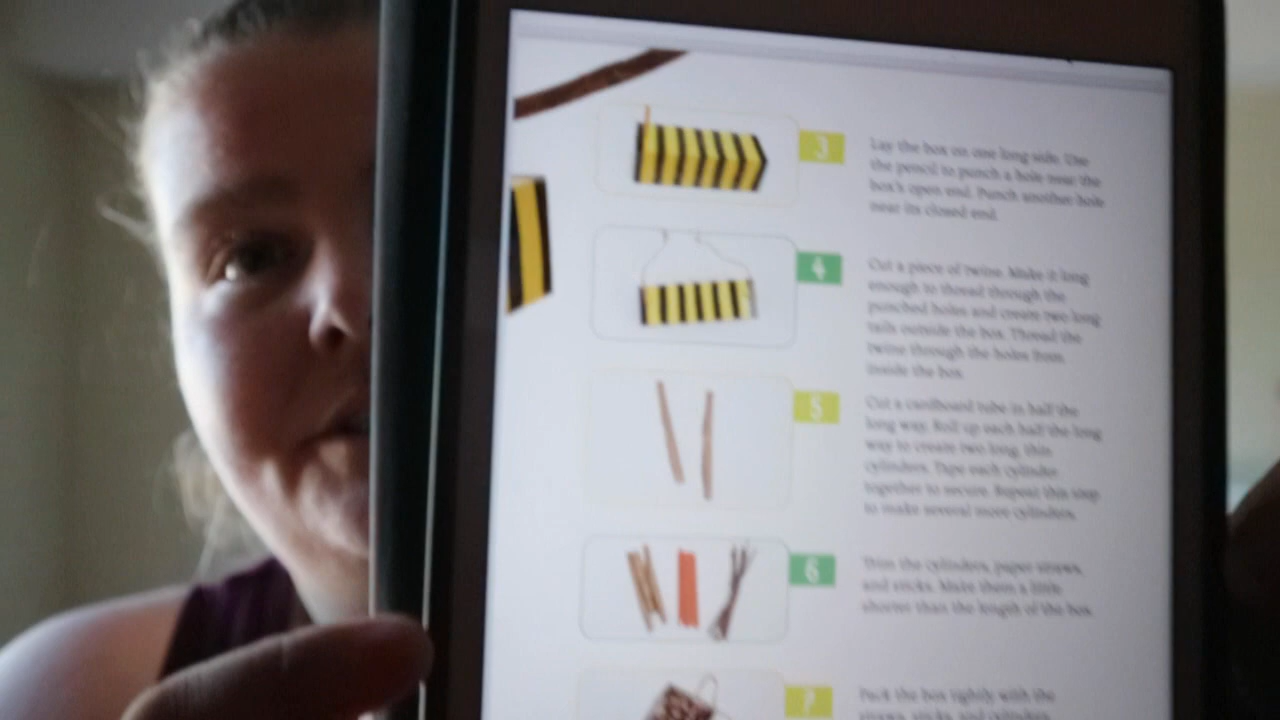 3
Lay the box on one long side. Use
the pencil to punch a hole near the
box's open end. Punch another hole
near its closed end.
4
Cut a piece of twine. Make it long
enough to thread through the
punched holes and create two long
tails outside the box. Thread the
twine through the holes from
inside the box.
5
Cut a cardboard tube in half the
long way. Roll up each half the long
way to create two long, thin
cylinders. Tape each cylinder
together to secure. Repeat this step
to make several more cylinders.
6
Trim the cylinders, paper straws,
and sticks. Make them a little
shorter than the length of the box.
7
Pack the box tightly with the
straws, sticks, and cylinders